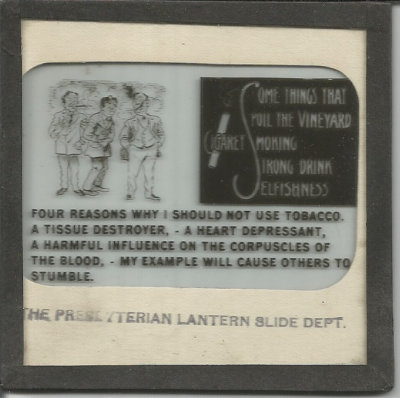 SOME THINGS THAT
SPOIL THE VINEYARD
CIGARET SMOKING
STRONG DRINK
SELFISHNESS
FOUR REASONS WHY I SHOULD NOT USE TOBACCO.
A TISSUE DESTROYER, - A HEART DEPRESSANT,
A HARMFUL INFLUENCE ON THE CORPUSCLES OF
THE BLOOD, - MY EXAMPLE WILL CAUSE OTHERS TO
STUMBLE.
THE PRESBYTERIAN LANTERN SLIDE DEPT.